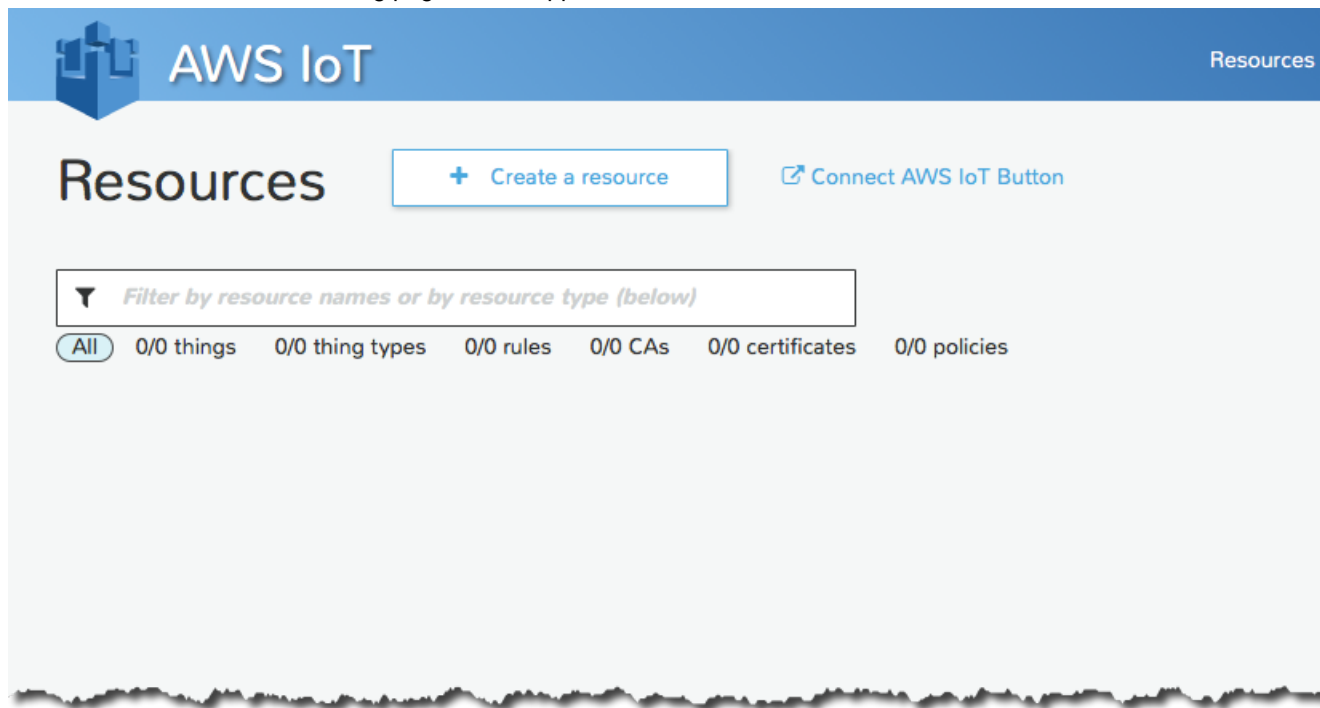 AWS IoT
Resources
Resources
+ Create a resource
Connect AWS IoT Button
Filter by resource names or by resource type (below)
All 0/0 things 0/0 thing types 0/0 rules 0/0 CAs 0/0 certificates 0/0 policies